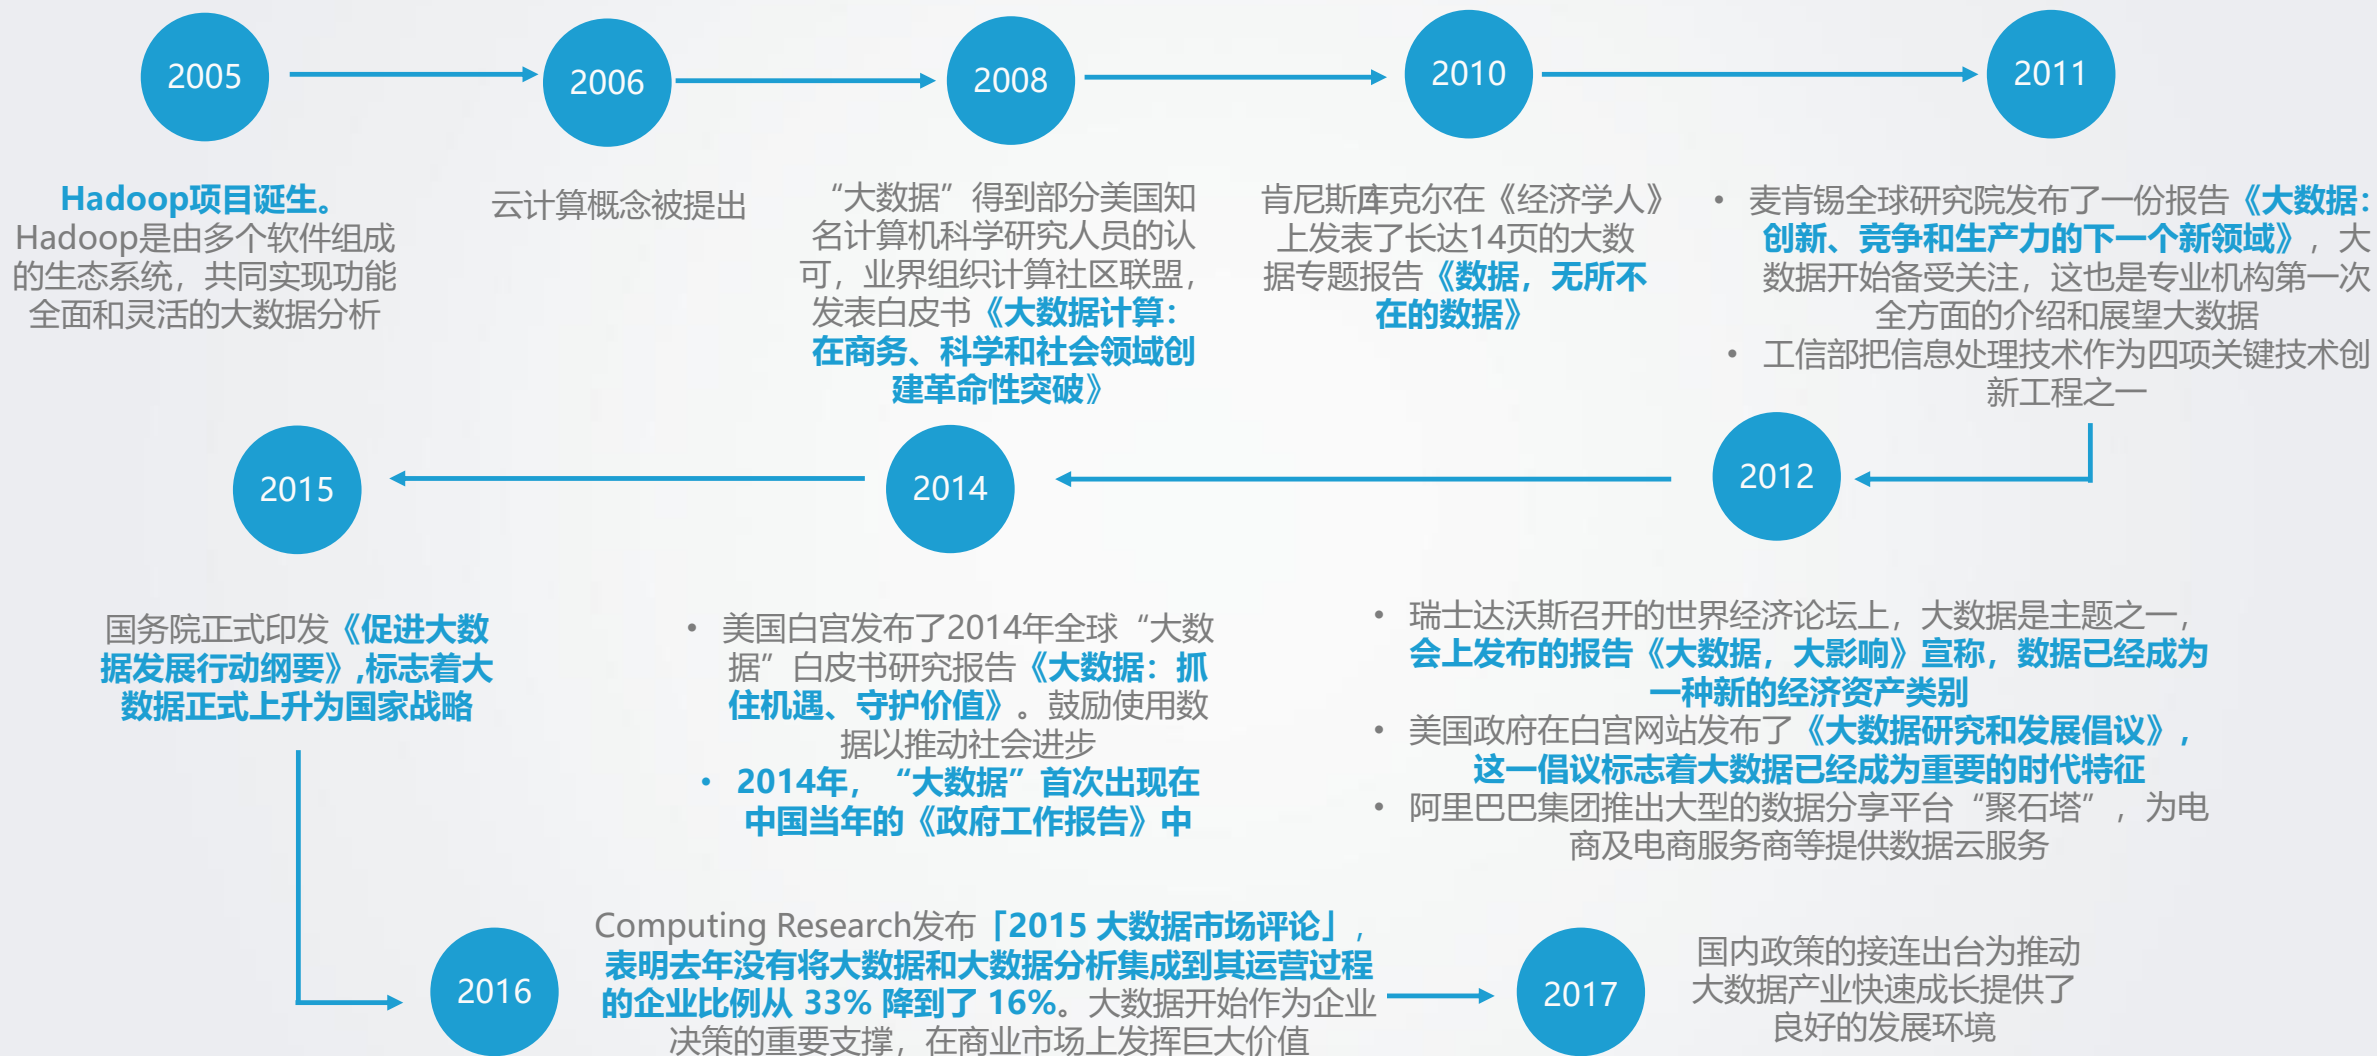 2005
2006
2008
2010
2011
Hadoop项目诞生。
Hadoop是由多个软件组成
的生态系统，共同实现功能
全面和灵活的大数据分析
云计算概念被提出
“大数据”得到部分美国知
名计算机科学研究人员的认
可，业界组织计算社区联盟，
发表白皮书《大数据计算：
在商务、科学和社会领域创
建革命性突破》
肯尼斯库克尔在《经济学人》
上发表了长达14页的大数
据专题报告《数据，无所不
在的数据》
• 麦肯锡全球研究院发布了一份报告《大数据：
创新、竞争和生产力的下一个新领域》，大
数据开始备受关注，这也是专业机构第一次
全方面的介绍和展望大数据
• 工信部把信息处理技术作为四项关键技术创
新工程之一
2012
• 瑞士达沃斯召开的世界经济论坛上，大数据是主题之一，
会上发布的报告《大数据，大影响》宣称，数据已经成为
一种新的经济资产类别
• 美国政府在白宫网站发布了《大数据研究和发展倡议》，
这一倡议标志着大数据已经成为重要的时代特征
• 阿里巴巴集团推出大型的数据分享平台“聚石塔”，为电
商及电商服务商等提供数据云服务
2014
• 美国白宫发布了2014年全球“大数
据”白皮书研究报告《大数据：抓
住机遇、守护价值》。鼓励使用数
据以推动社会进步
• 2014年，“大数据”首次出现在
中国当年的《政府工作报告》中
2015
国务院正式印发《促进大数
据发展行动纲要》,标志着大
数据正式上升为国家战略
2016
Computing Research发布「2015 大数据市场评论」，
表明去年没有将大数据和大数据分析集成到其运营过程
的企业比例从 33% 降到了 16%。大数据开始作为企业
决策的重要支撑，在商业市场上发挥巨大价值
2017
国内政策的接连出台为推动
大数据产业快速成长提供了
良好的发展环境